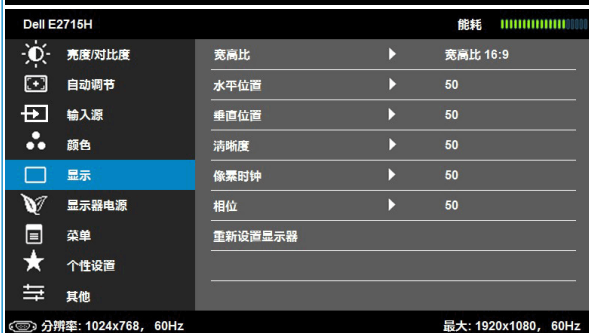 Dell E2715H 能耗
亮度/对比度 宽高比 宽高比 16:9
自动调节 水平位置 50
输入源 垂直位置 50
颜色 清晰度 50
显示 像素时钟 50
显示器电源 相位 50
菜单 重新设置显示器
个性设置
其他
分辨率: 1024x768, 60Hz 最大: 1920x1080, 60Hz